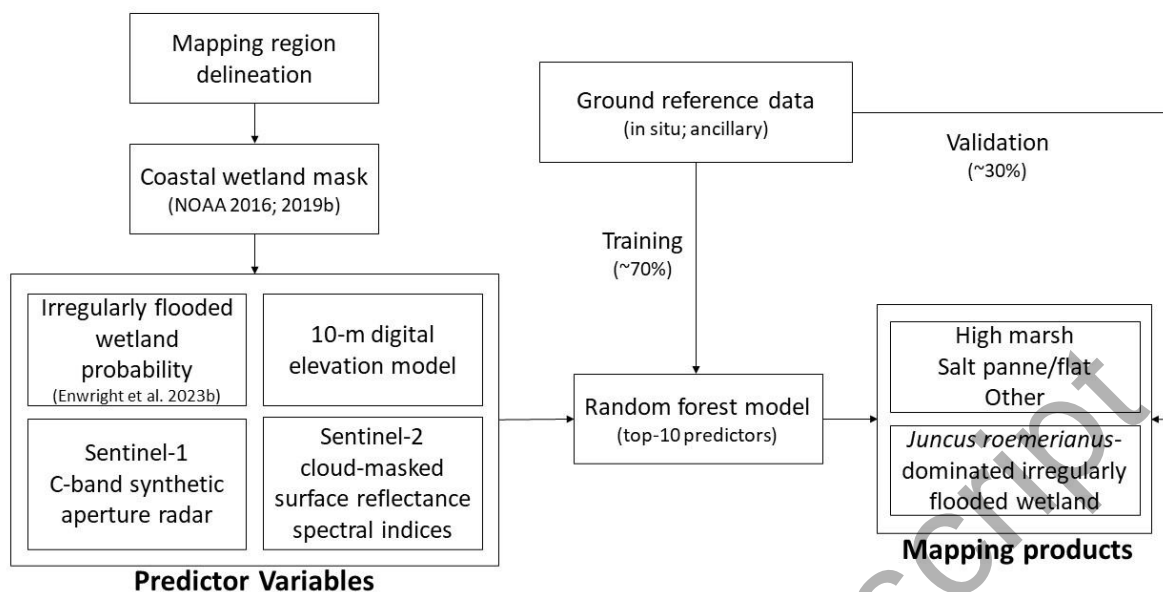 Mapping region
delineation
Coastal wetland mask
(NOAA 2016; 2019b)
Irregularly flooded
wetland
probability
(Enwright et al. 2023b)
10-m digital
elevation model
Sentinel-1
C-band synthetic
aperture radar
Sentinel-2
cloud-masked
surface reflectance
spectral indices
Predictor Variables
Ground reference data
(in situ; ancillary)
Training
(~70%)
Validation
(~30%)
Random forest model
(top-10 predictors)
High marsh
Salt panne/flat
Other
Juncus roemerianus-
dominated irregularly
flooded wetland
Mapping products
script